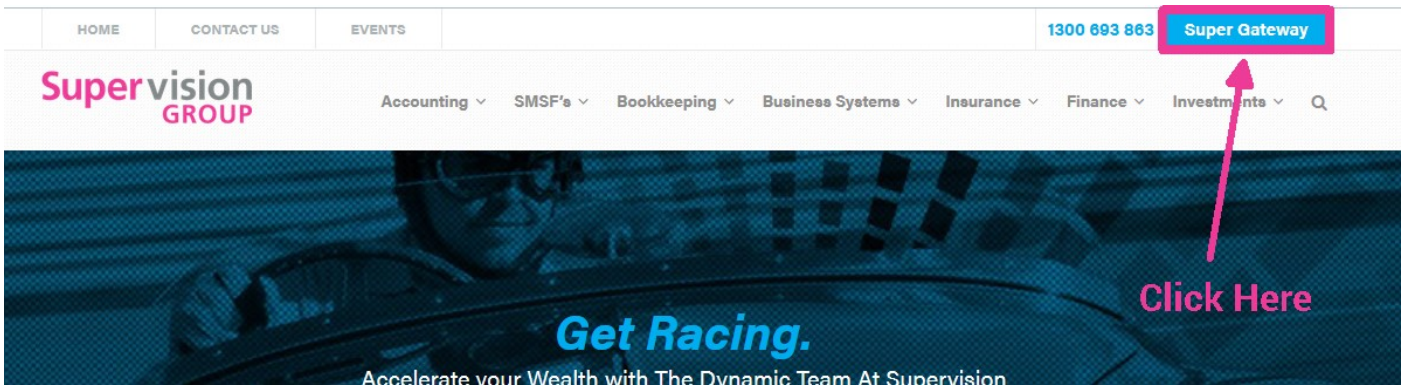 HOME CONTACT US EVENTS 1300 693 863 Super Gateway
Supervision
GROUP
Accounting SMSF's Bookkeeping Business Systems Insurance Finance Investments
Click Here
Get Racing.
Accelerate your Wealth with The Dynamic Team At Supervision